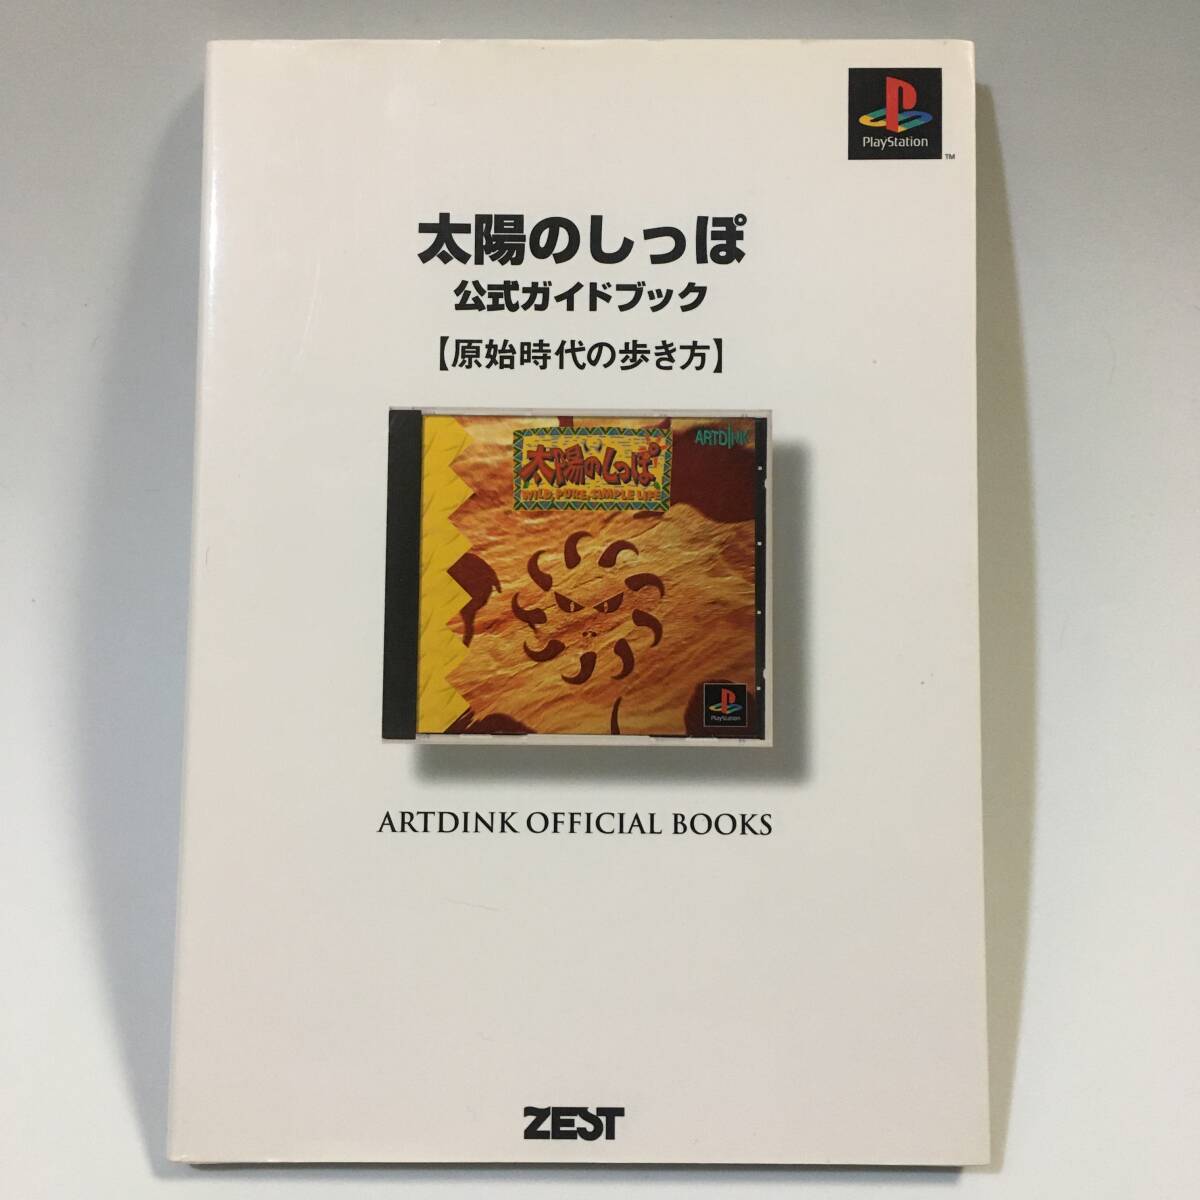 PlayStation
TM
太陽のしっぽ
公式ガイドブック
【原始時代の歩き方】
ARTDINK
太陽のしっぽ
WILD, PURE, SIMPLE LIFE
PlayStation
ARTDINK OFFICIAL BOOKS
ZEST